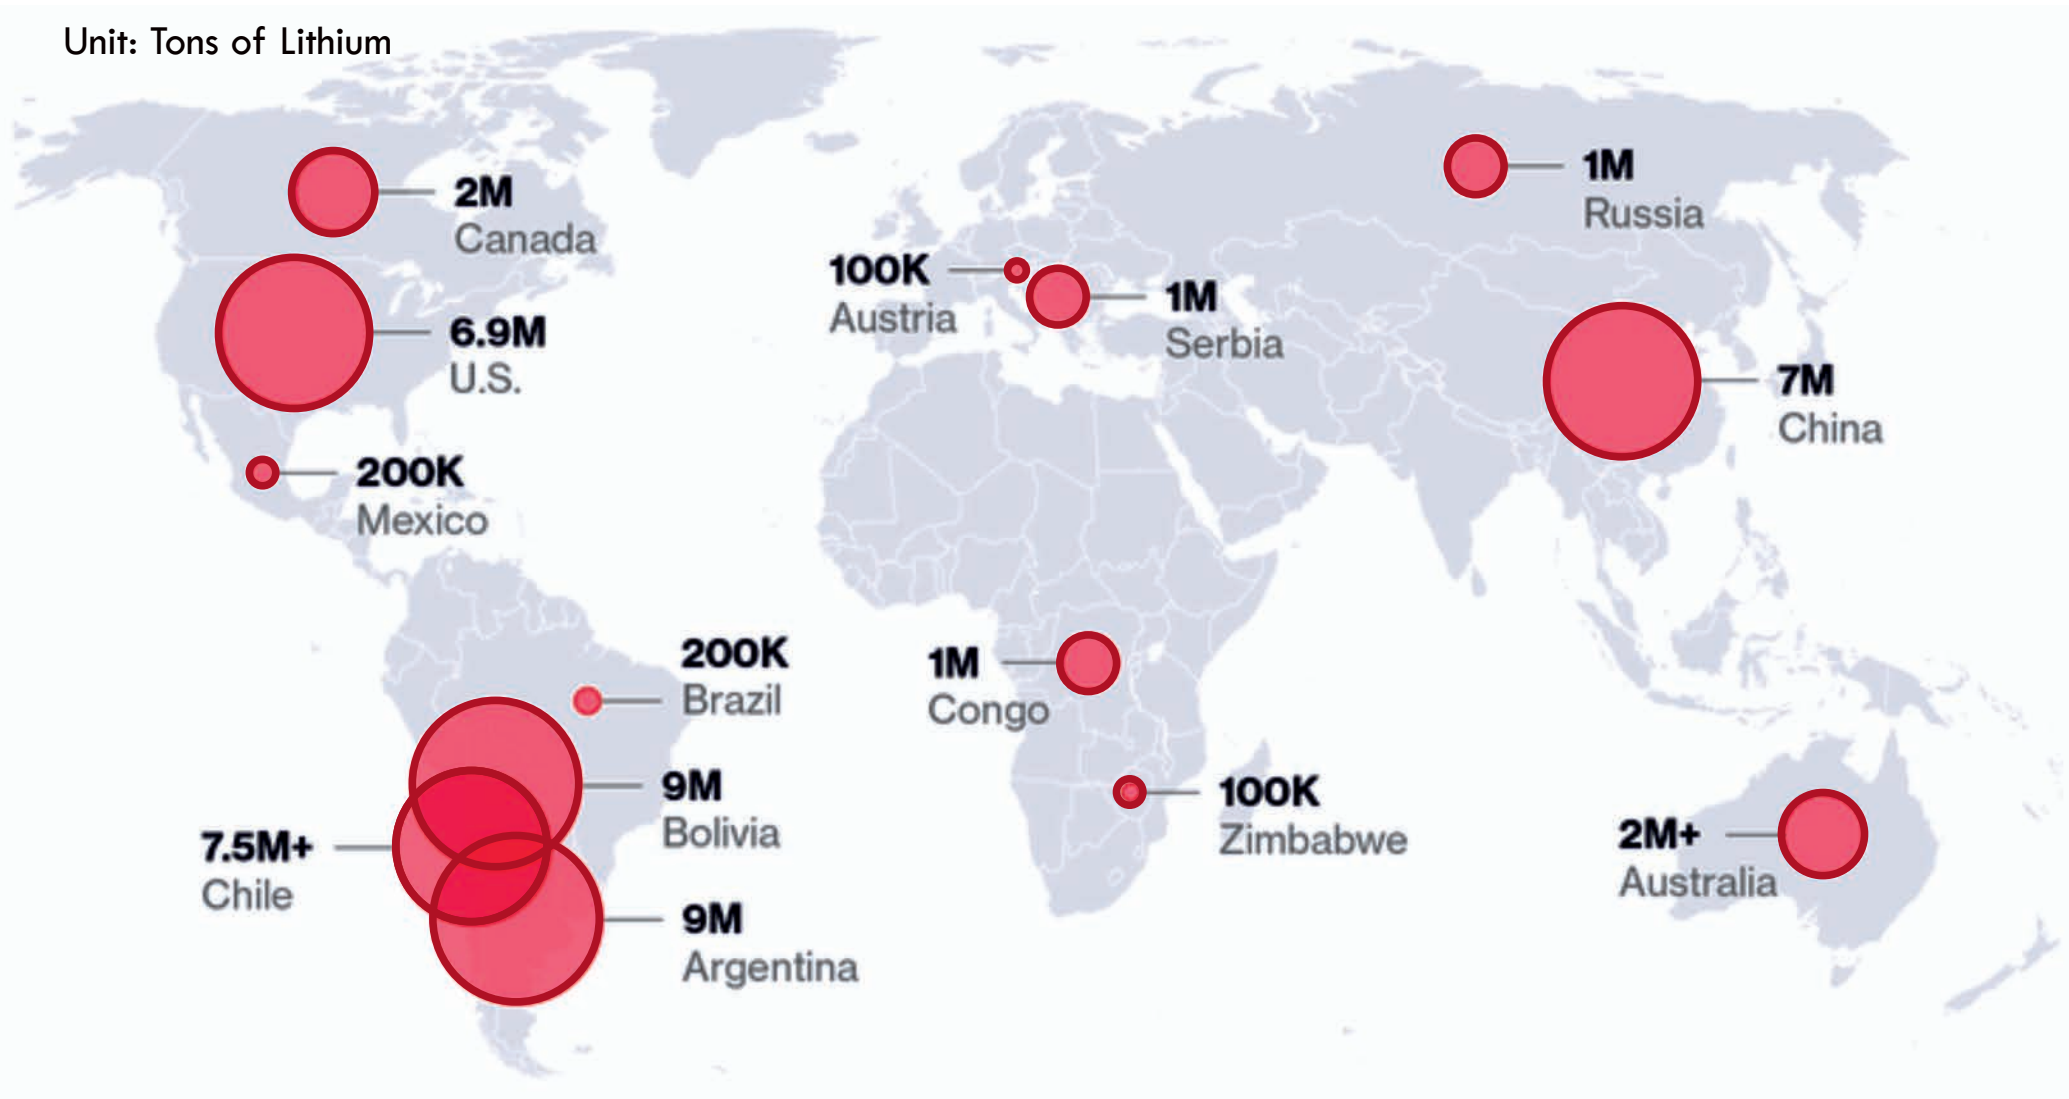 Unit: Tons of Lithium
2M
Canada
6.9M
U.S.
200K
Mexico
200K
Brazil
9M
Bolivia
7.5M+
Chile
9M
Argentina
100K
Austria
1M
Serbia
1M
Russia
7M
China
1M
Congo
100K
Zimbabwe
2M+
Australia